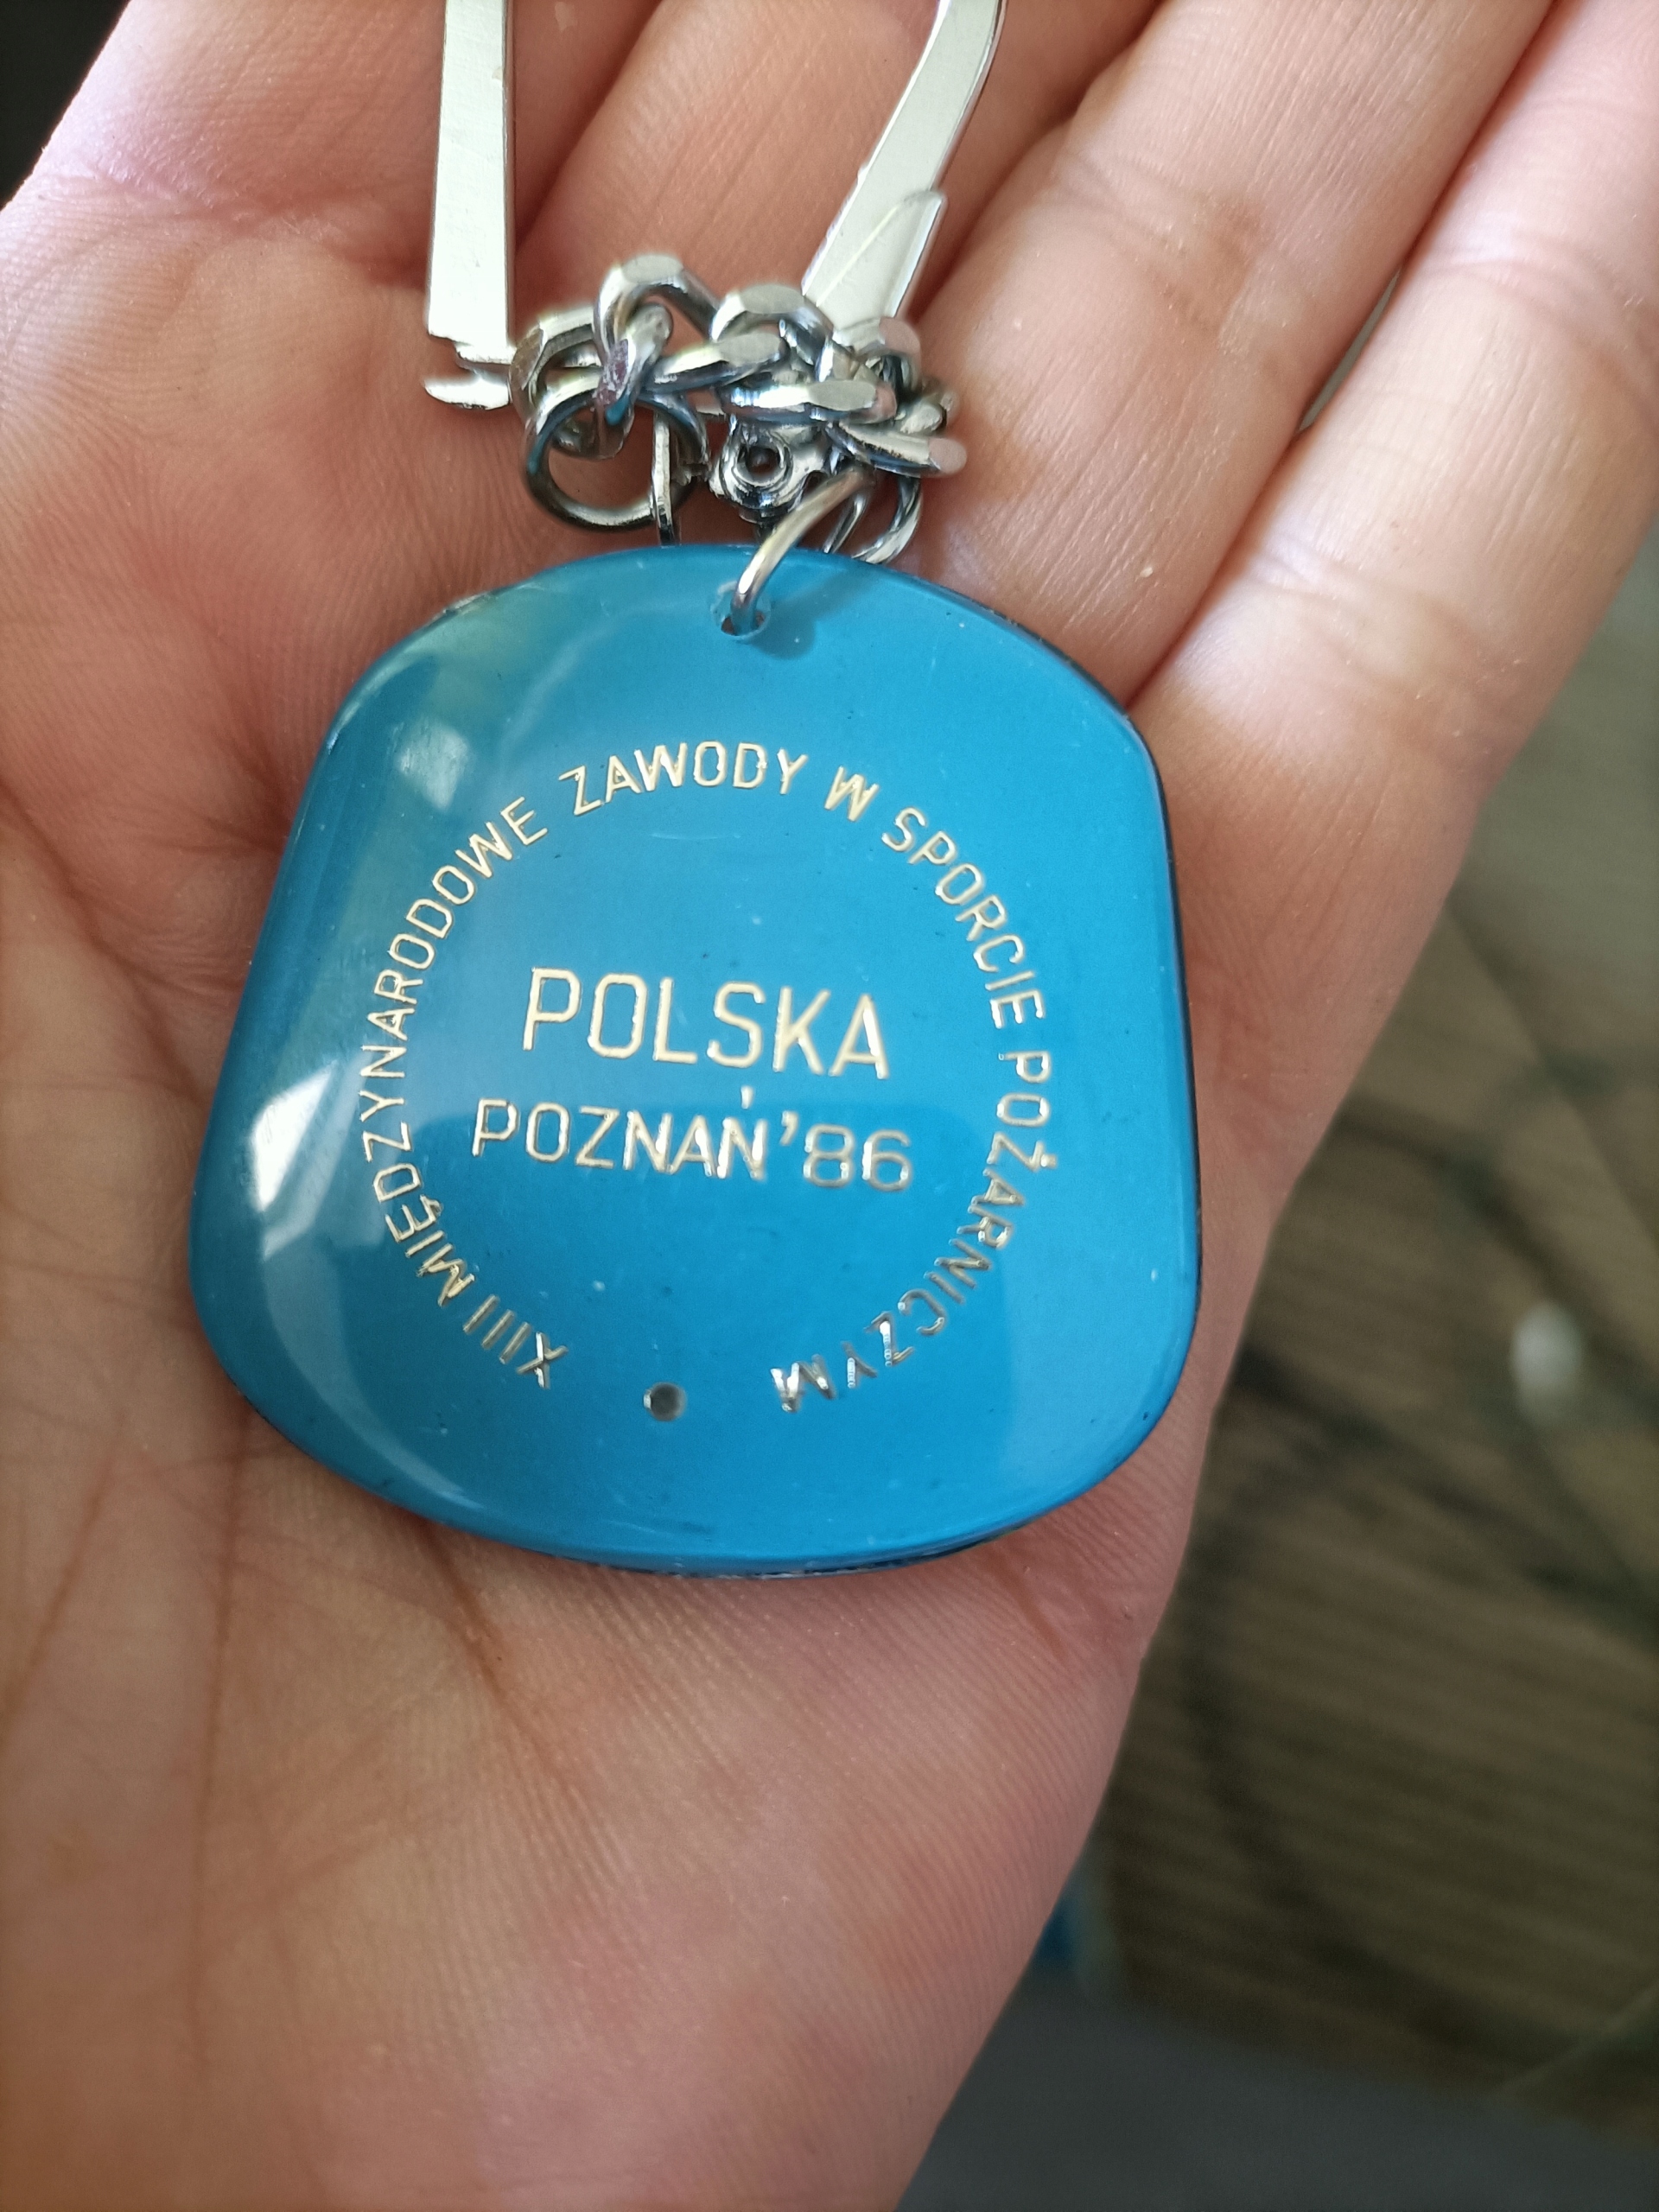 XIII MIĘDZYNARODOWE ZAWODY W SPORCIE POŻARNICZYM
POLSKA
POZNAŃ '86